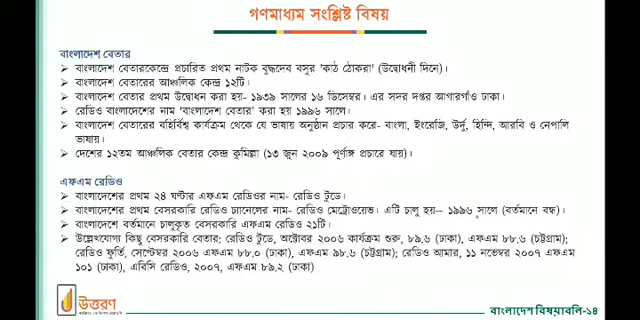 গণমাধ্যম সংশ্লিষ্ট বিষয়
বাংলাদেশ বেতার
➢ বাংলাদেশ বেতারকেন্দ্রে প্রচারিত প্রথম নাটক বুদ্ধদেব বসুর 'কাঠ ঠোকরা' (উদ্বোধনী দিনে)।
➢ বাংলাদেশ বেতারের আঞ্চলিক কেন্দ্র ১২টি।
➢ বাংলাদেশ বেতার প্রথম উদ্বোধন করা হয়- ১৯৩৯ সালের ১৬ ডিসেম্বর। এর সদর দপ্তর আগারগাঁও ঢাকা।
➢ রেডিও বাংলাদেশের নাম 'বাংলাদেশ বেতার' করা হয় ১৯৯৬ সালে।
➢ বাংলাদেশ বেতারের বহির্বিশ্ব কার্যক্রম থেকে যে ভাষায় অনুষ্ঠান প্রচার করে- বাংলা, ইংরেজি, উর্দু, হিন্দি, আরবি ও নেপালি
ভাষায়।
➢ দেশের ১২তম আঞ্চলিক বেতার কেন্দ্র কুমিল্লা (১৩ জুন ২০০৯ পূর্ণাঙ্গ প্রচারে যায়)।
এফএম রেডিও
➢ বাংলাদেশের প্রথম ২৪ ঘণ্টার এফএম রেডিওর নাম- রেডিও টুডে।
➢ বাংলাদেশের প্রথম বেসরকারি রেডিও চ্যানেলের নাম- রেডিও মেট্রোওয়েভ। এটি চালু হয়– ১৯৯৬ সালে (বর্তমানে বন্ধ)।
➢ বাংলাদেশে বর্তমানে চালুকৃত বেসরকারি এফএম রেডিও ২১টি।
➢ উল্লেখযোগ্য কিছু বেসরকারি বেতার; রেডিও টুডে, অক্টোবর ২০০৬ কার্যক্রম শুরু, ৮৯.৬ (ঢাকা), এফএম ৮৮.৬ (চট্টগ্রাম);
রেডিও ফুর্তি, সেপ্টেম্বর ২০০৬ এফএম ৮৮.০ (ঢাকা), এফএম ৯৮.৬ (চট্টগ্রাম); রেডিও আমার, ১১ নভেম্বর ২০০৭ এফএম
১০১ (ঢাকা), এবিসি রেডিও, ২০০৭, এফএম ৮৯.২ (ঢাকা)
উত্তরণ
বাংলাদেশ বিষয়াবলি-১৪